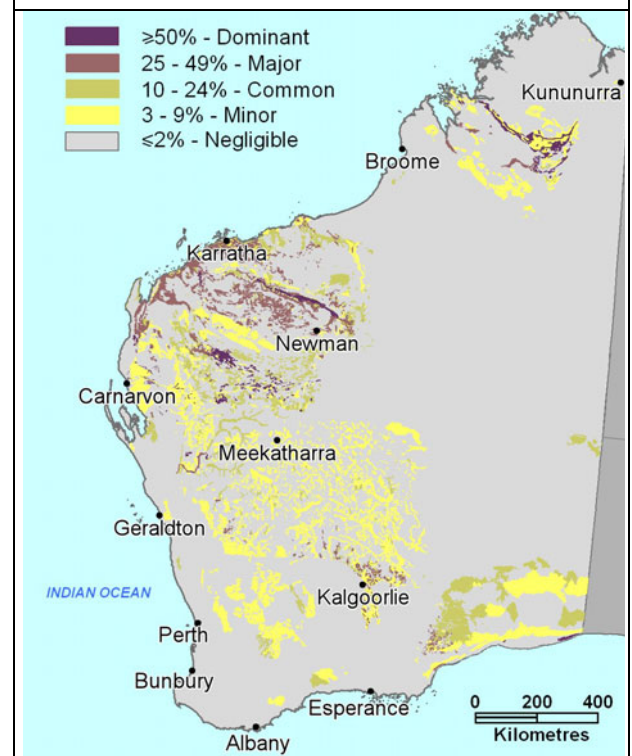 ≥50% - Dominant
25 - 49% - Major
10 - 24% - Common
3 - 9% - Minor
≤2% - Negligible
Kununurra
Broome
Karratha
Newman
Carnarvon
Meekatharra
Geraldton
INDIAN OCEAN
Kalgoorlie
Perth
Bunbury
Esperance
Albany
0 200 400
Kilometres